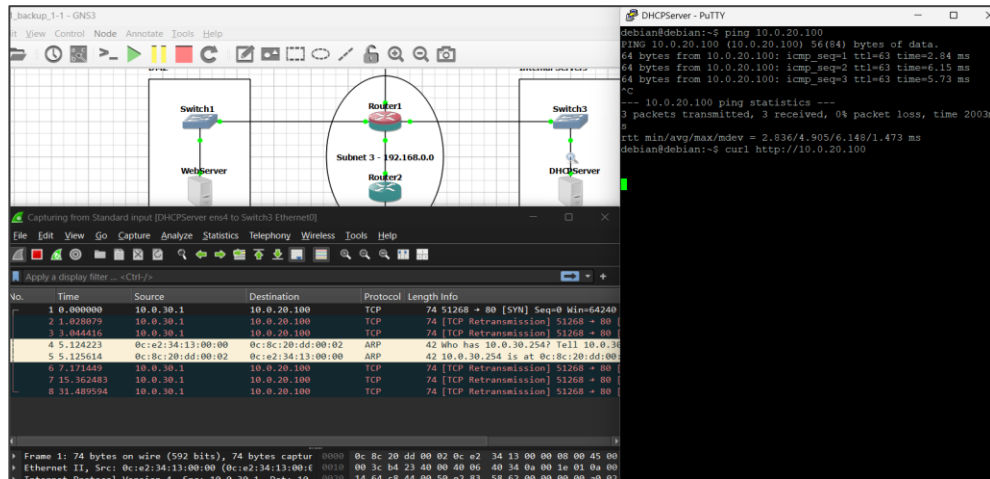 l_backup_1-1 - GNS3
it View Control Node Annotate Tools Help
Switch1
Router1
Switch3
Subnet 3 - 192.168.0.0
WebServer
Router2
DHCPServer
DHCPServer - PuTTY
debian@debian:~$ ping 10.0.20.100
PING 10.0.20.100 (10.0.20.100) 56(84) bytes of data.
64 bytes from 10.0.20.100: icmp_seq=1 ttl=63 time=2.84 ms
64 bytes from 10.0.20.100: icmp_seq=2 ttl=63 time=6.15 ms
64 bytes from 10.0.20.100: icmp_seq=3 ttl=63 time=5.73 ms
^C
--- 10.0.20.100 ping statistics ---
3 packets transmitted, 3 received, 0% packet loss, time 2003m
s
rtt min/avg/max/mdev = 2.836/4.905/6.148/1.473 ms
debian@debian:~$ curl http://10.0.20.100
Capturing from Standard input [DHCPServer ens4 to Switch3 Ethernet0]
File Edit View Go Capture Analyze Statistics Telephony Wireless Tools Help
Apply a display filter ... <Ctrl-/>
No. Time Source Destination Protocol Length Info
1 0.000000 10.0.30.1 10.0.20.100 TCP 74 51268 → 80 [SYN] Seq=0 Win=64240
2 1.028079 10.0.30.1 10.0.20.100 TCP 74 [TCP Retransmission] 51268 → 80 [
3 3.044416 10.0.30.1 10.0.20.100 TCP 74 [TCP Retransmission] 51268 → 80 [
4 5.124223 0c:e2:34:13:00:00 0c:8c:20:dd:00:02 ARP 42 Who has 10.0.30.254? Tell 10.0.30
5 5.125614 0c:8c:20:dd:00:02 0c:e2:34:13:00:00 ARP 42 10.0.30.254 is at 0c:8c:20:dd:00:
6 7.171449 10.0.30.1 10.0.20.100 TCP 74 [TCP Retransmission] 51268 → 80 [
7 15.362483 10.0.30.1 10.0.20.100 TCP 74 [TCP Retransmission] 51268 → 80 [
8 31.489594 10.0.30.1 10.0.20.100 TCP 74 [TCP Retransmission] 51268 → 80 [
Frame 1: 74 bytes on wire (592 bits), 74 bytes captur 0000 0c 8c 20 dd 00 02 0c e2 34 13 00 00 08 00 45 00
Ethernet II, Src: 0c:e2:34:13:00:00 (0c:e2:34:13:00:0 0010 00 3c b4 23 40 00 40 06 40 34 0a 00 1e 01 0a 00